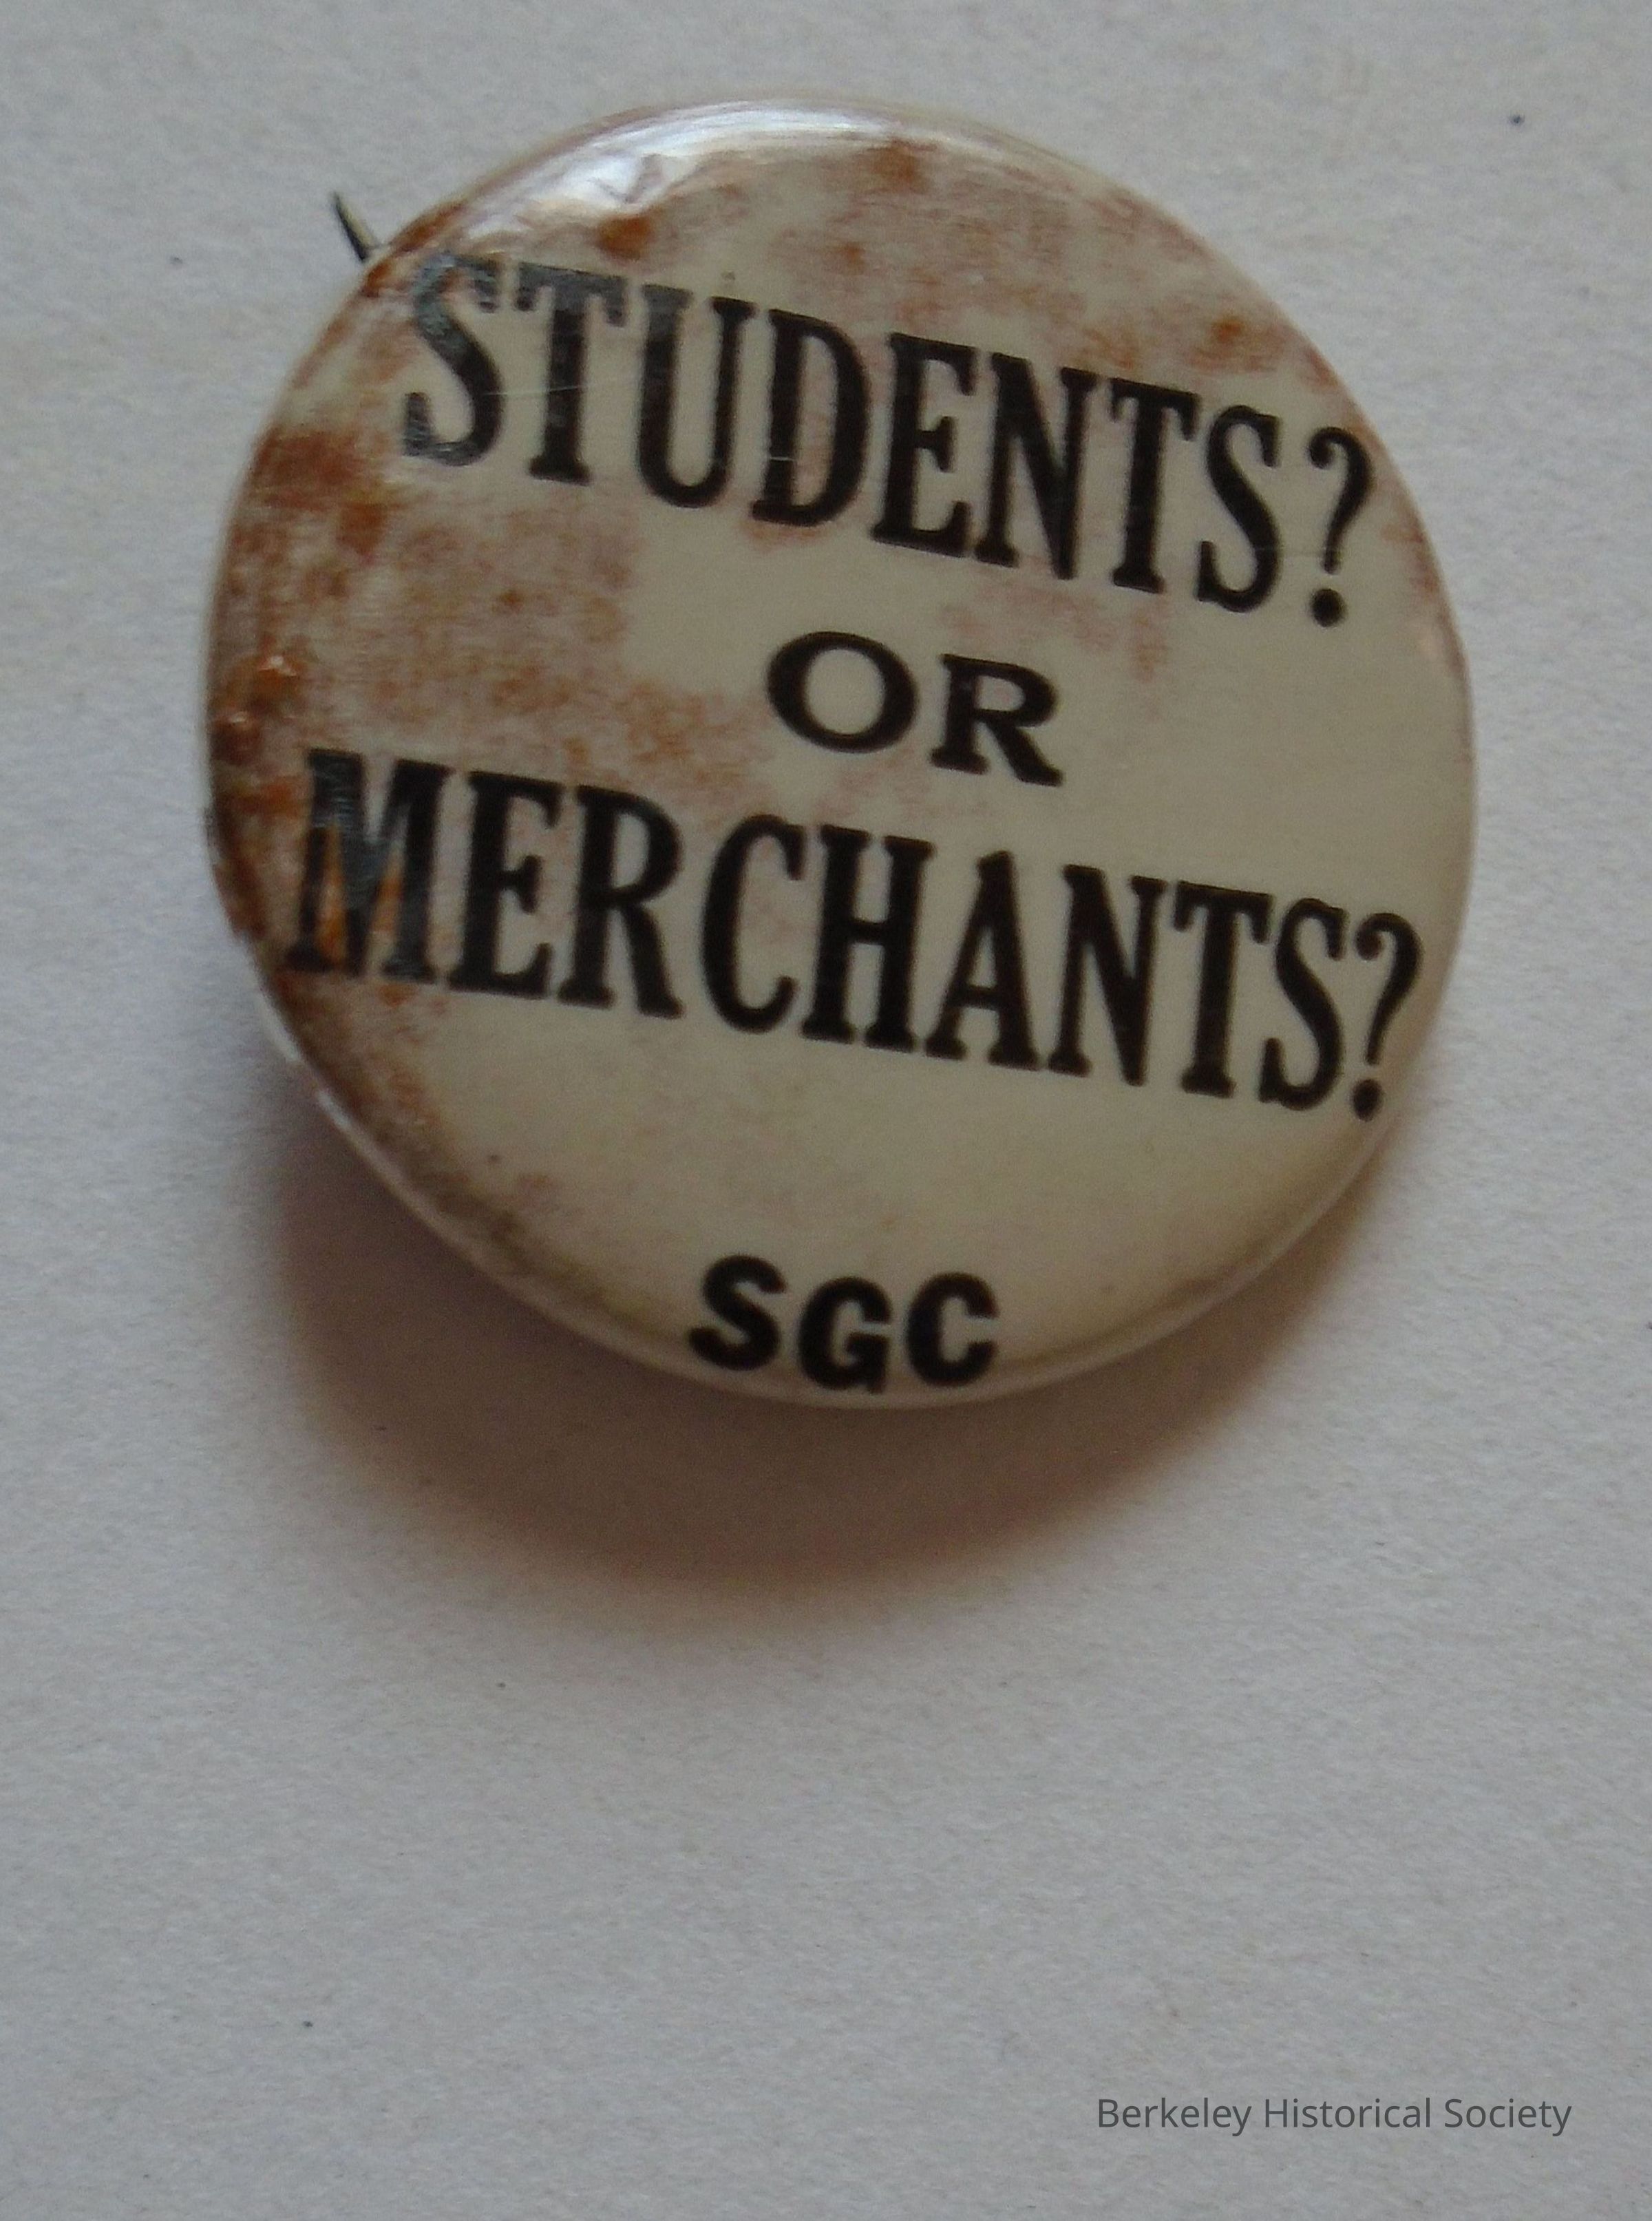 STUDENTS?
OR
MERCHANTS?
SGC
Berkeley Historical Society